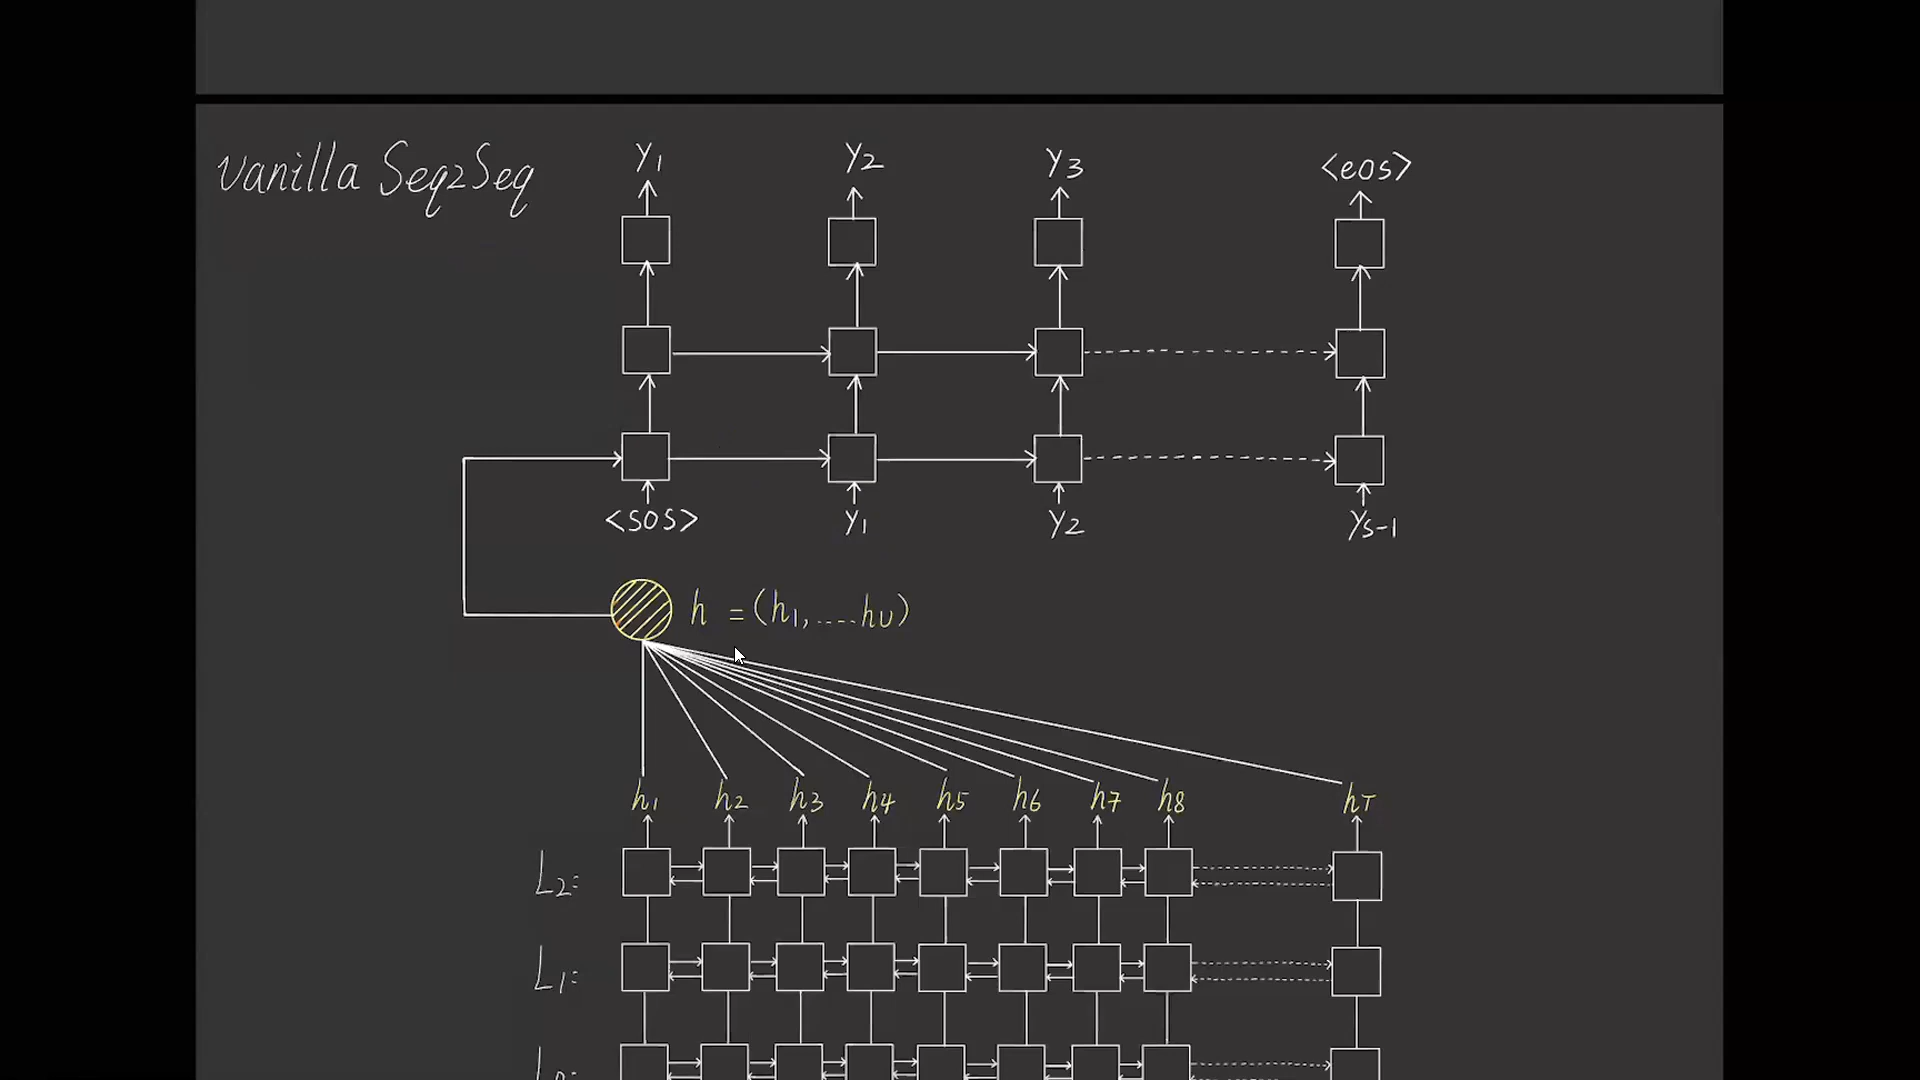 vanilla Seq2Seq
y1 y2 y3 <eos>
<sos> y1 y2 ys-1
h = (h1,....hu)
h1 h2 h3 h4 h5 h6 h7 h8 hT
L2:
L1: